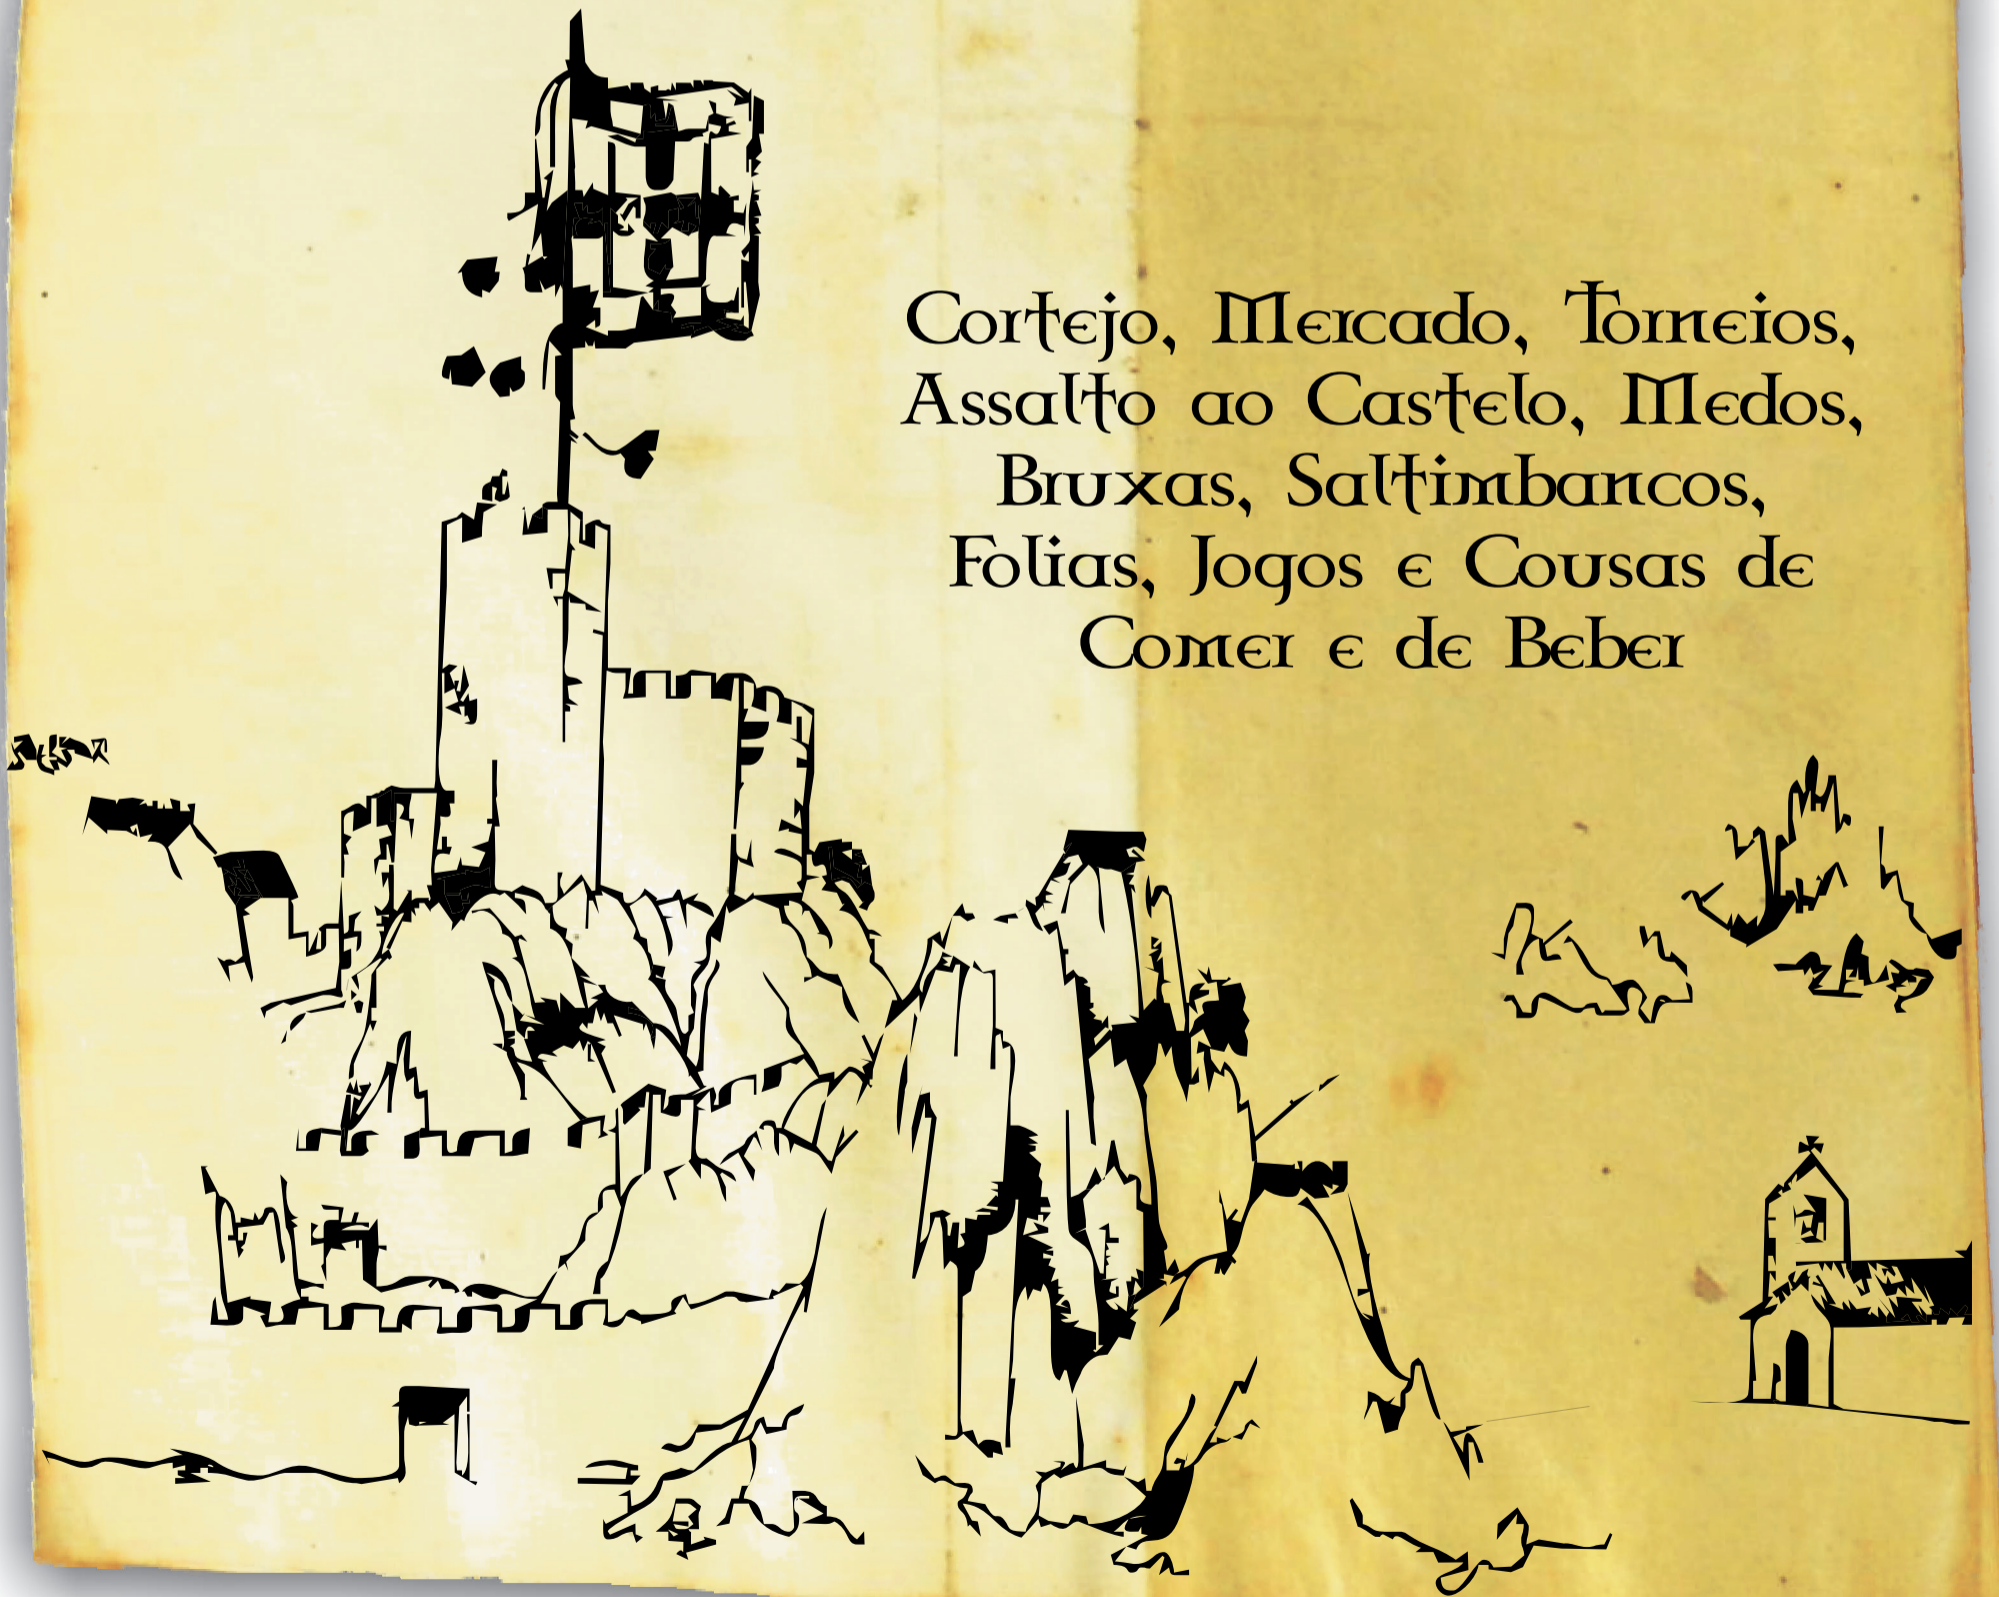 Cortejo, Mercado, Torneios,
Assalto ao Castelo, Medos,
Bruxas, Saltimbancos,
Folias, Jogos e Cousas de
Comer e de Beber